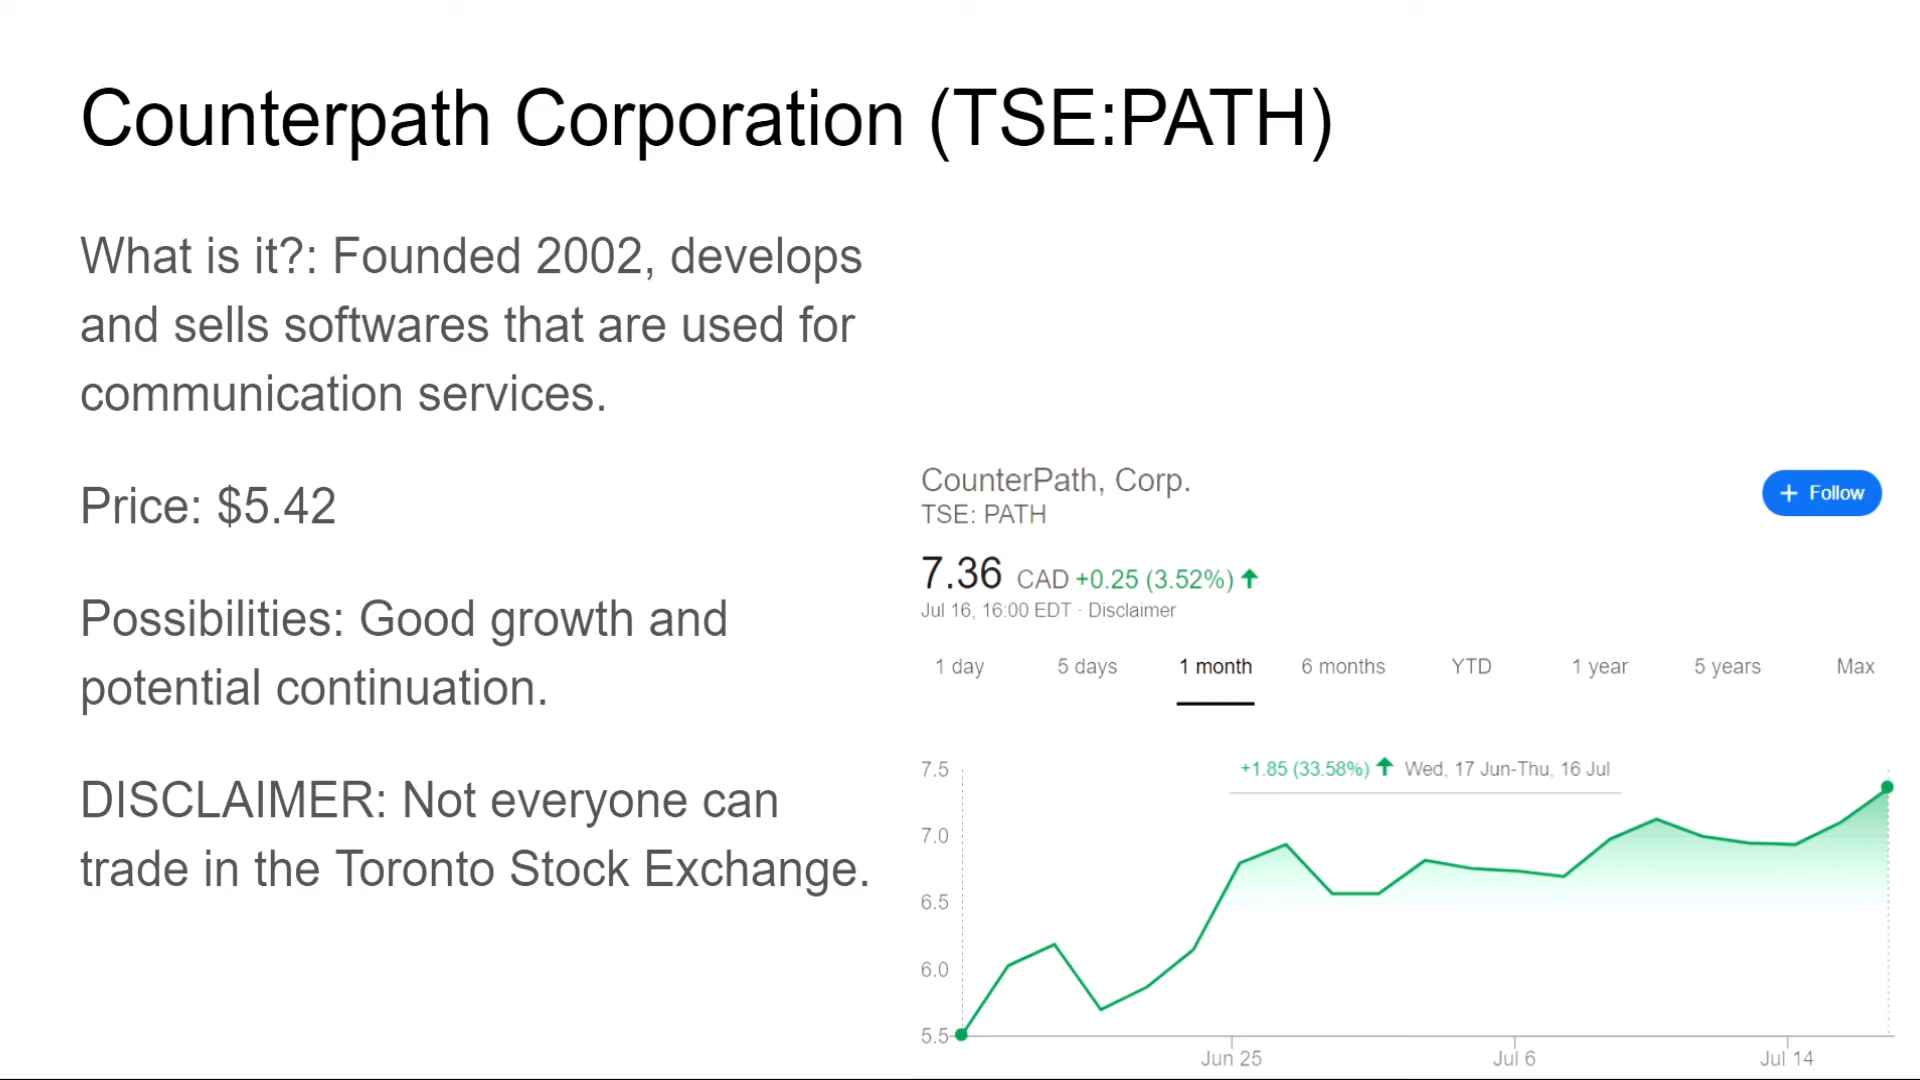 Counterpath Corporation (TSE:PATH)
What is it?: Founded 2002, develops
and sells softwares that are used for
communication services.
Price: $5.42
Possibilities: Good growth and
potential continuation.
DISCLAIMER: Not everyone can
trade in the Toronto Stock Exchange.
CounterPath, Corp.
TSE: PATH
+ Follow
7.36 CAD +0.25 (3.52%) ↑
Jul 16, 16:00 EDT · Disclaimer
1 day 5 days 1 month 6 months YTD 1 year 5 years Max
+1.85 (33.58%) ↑ Wed, 17 Jun-Thu, 16 Jul
7.5
7.0
6.5
6.0
5.5
Jun 25 Jul 6 Jul 14